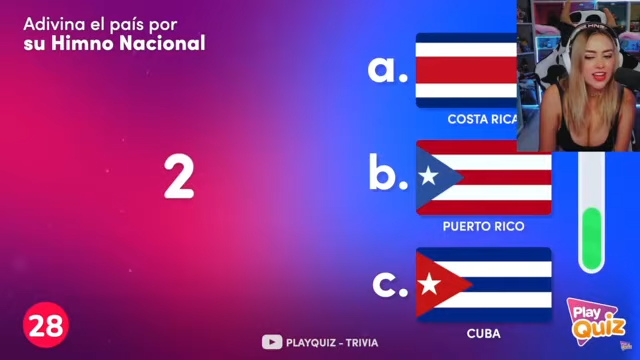 Adivina el país por
su Himno Nacional
a.
COSTA RICA
2
b.
PUERTO RICO
c.
CUBA
28
PLAYQUIZ - TRIVIA
Play
Quiz